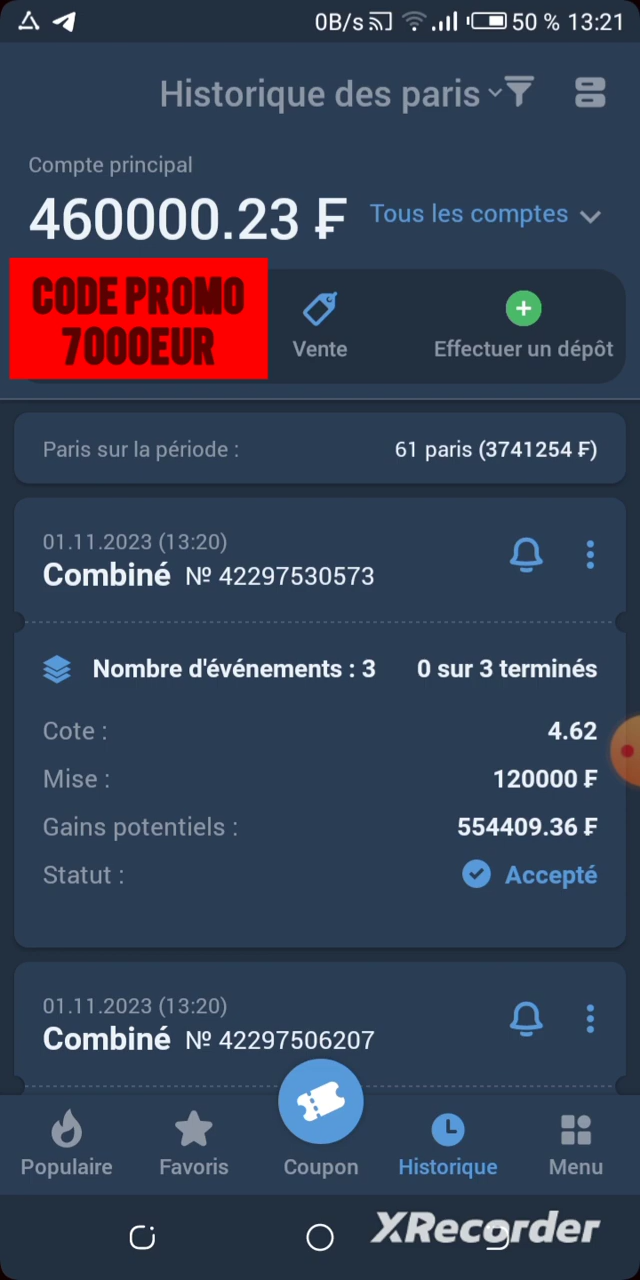 0B/s 50 % 13:21
Historique des paris
Compte principal
460000.23 ₣ Tous les comptes
CODE PROMO
7000EUR
Vente Effectuer un dépôt
Paris sur la période : 61 paris (3741254 ₣)
01.11.2023 (13:20)
Combiné № 42297530573
Nombre d'événements : 3 0 sur 3 terminés
Cote : 4.62
Mise : 120000 ₣
Gains potentiels : 554409.36 ₣
Statut : Accepté
01.11.2023 (13:20)
Combiné № 42297506207
Populaire Favoris Coupon Historique Menu
XRecorder